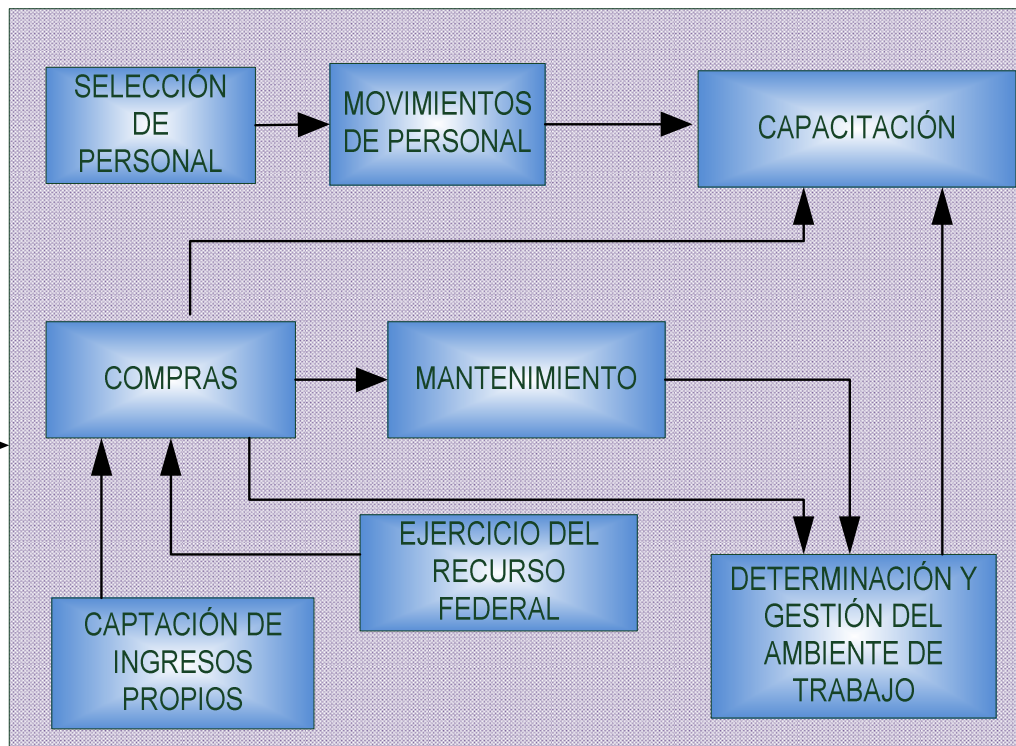 SELECCIÓN
DE
PERSONAL
MOVIMIENTOS
DE PERSONAL
CAPACITACIÓN
COMPRAS
MANTENIMIENTO
EJERCICIO DEL
RECURSO
FEDERAL
CAPTACIÓN DE
INGRESOS
PROPIOS
DETERMINACIÓN Y
GESTIÓN DEL
AMBIENTE DE
TRABAJO